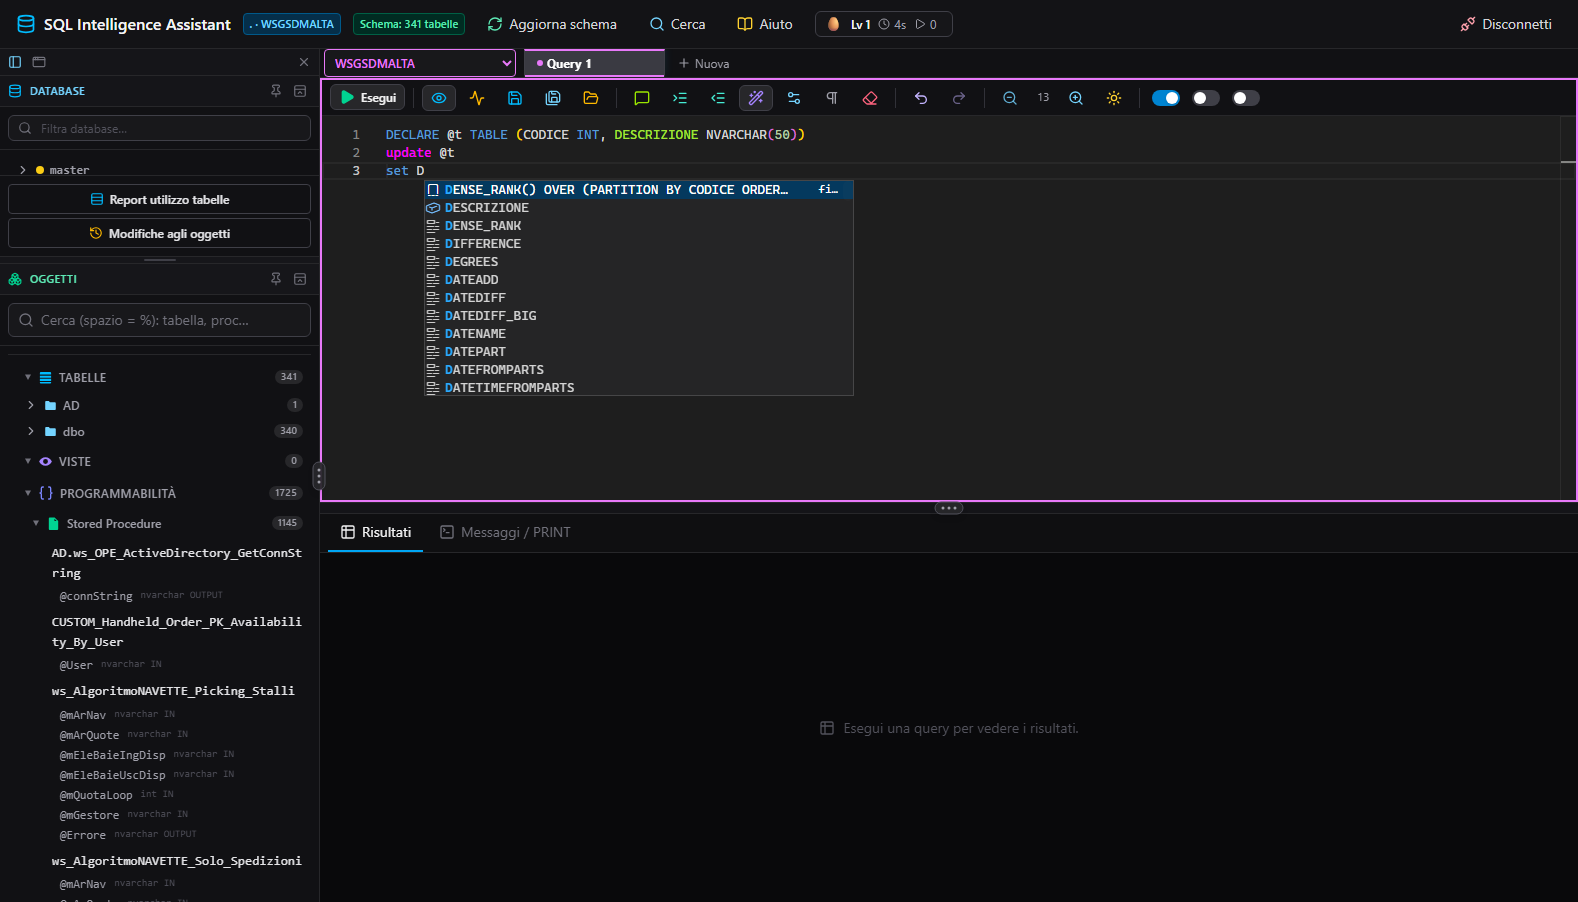 SQL Intelligence Assistant
WSGSDMALTA
Schema: 341 tabelle
Aggiorna schema
Cerca
Aiuto
Lv 1
4s
0
Disconnetti
DATABASE
Filtra database...
master
Report utilizzo tabelle
Modifiche agli oggetti
OGGETTI
Cerca (spazio = %): tabella, proc...
TABELLE 341
AD 1
dbo 340
VISTE 0
PROGRAMMABILITÀ 1725
Stored Procedure 1145
AD.ws_OPE_ActiveDirectory_GetConnSt
ring
@connString nvarchar OUTPUT
CUSTOM_Handheld_Order_PK_Availabili
ty_By_User
@User nvarchar IN
ws_AlgoritmoNAVETTE_Picking_Stalli
@mArNav nvarchar IN
@mArQuote nvarchar IN
@mEleBaieIngDisp nvarchar IN
@mEleBaieUscDisp nvarchar IN
@mQuotaLoop int IN
@mGestore nvarchar IN
@Errore nvarchar OUTPUT
ws_AlgoritmoNAVETTE_Solo_Spedizioni
@mArNav nvarchar IN
WSGSDMALTA
Query 1
Nuova
Esegui
13
1 DECLARE @t TABLE (CODICE INT, DESCRIZIONE NVARCHAR(50))
2 update @t
3 set D
DENSE_RANK() OVER (PARTITION BY CODICE ORDER… fi…
DESCRIZIONE
DENSE_RANK
DIFFERENCE
DEGREES
DATEADD
DATEDIFF
DATEDIFF_BIG
DATENAME
DATEPART
DATEFROMPARTS
DATETIMEFROMPARTS
Risultati
Messaggi / PRINT
Esegui una query per vedere i risultati.